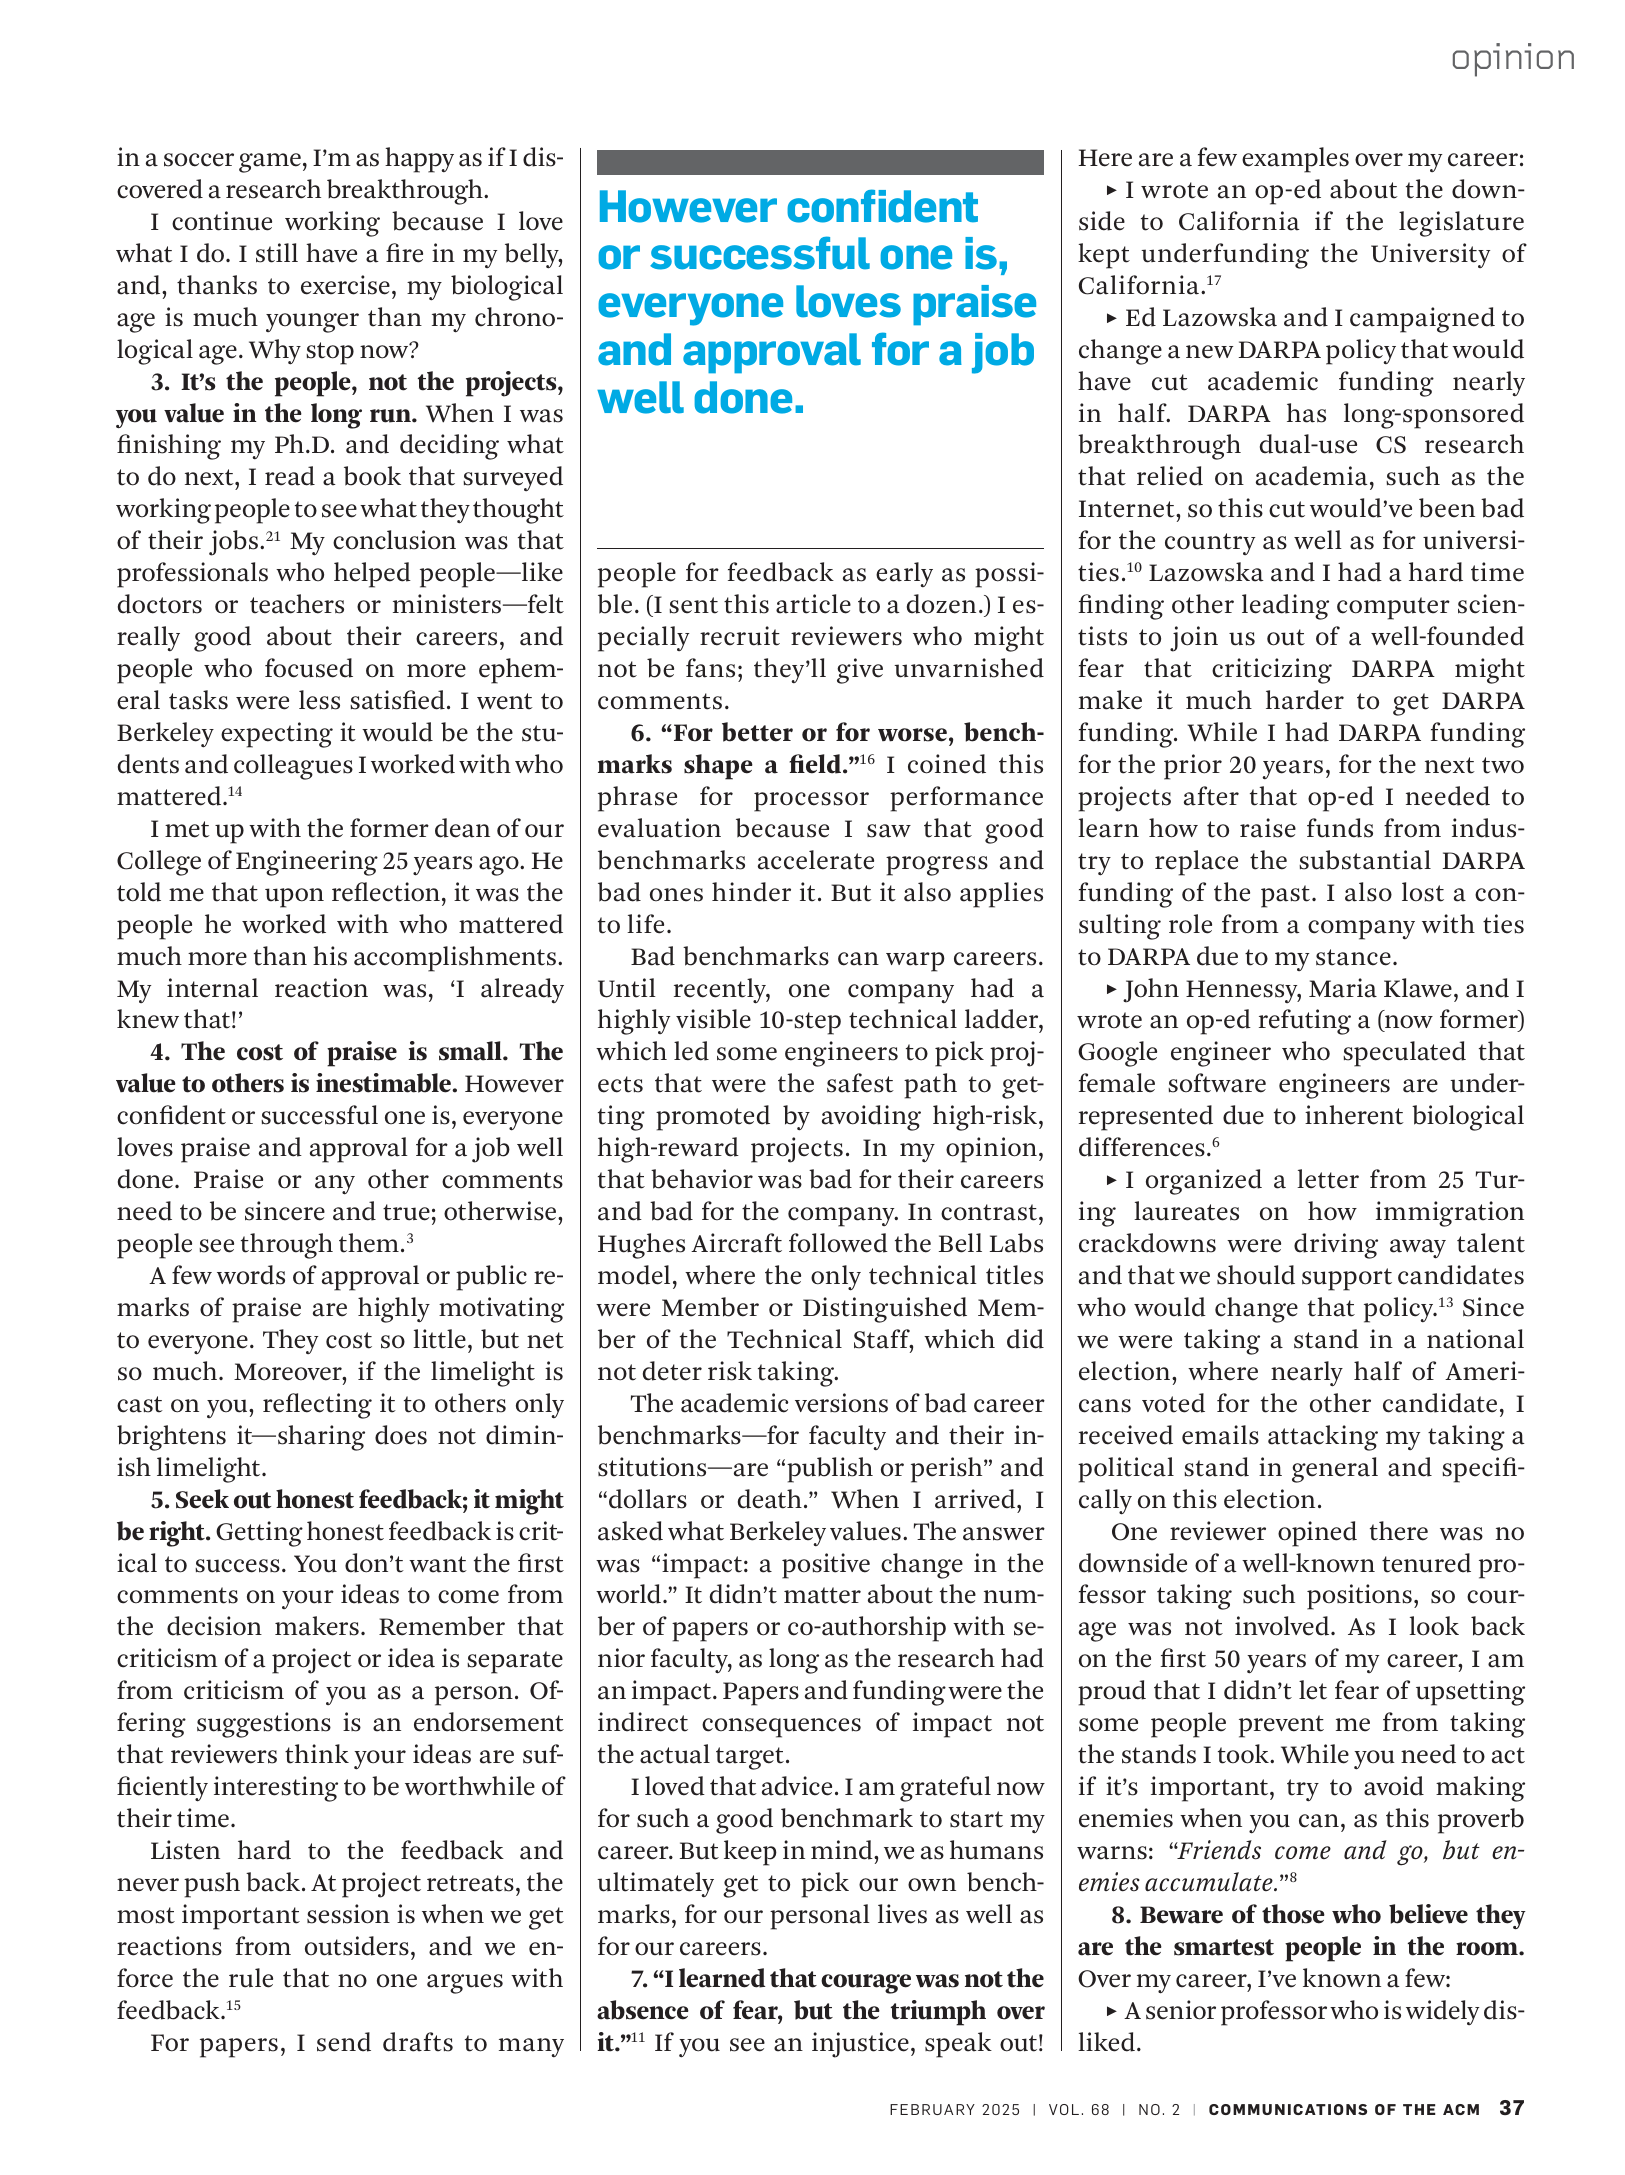 opinion
in a soccer game, I’m as happy as if I dis-
covered a research breakthrough.
I continue working because I love
what I do. I still have a fire in my belly,
and, thanks to exercise, my biological
age is much younger than my chrono-
logical age. Why stop now?
3. It’s the people, not the projects,
you value in the long run. When I was
finishing my Ph.D. and deciding what
to do next, I read a book that surveyed
working people to see what they thought
of their jobs.21 My conclusion was that
professionals who helped people—like
doctors or teachers or ministers—felt
really good about their careers, and
people who focused on more ephem-
eral tasks were less satisfied. I went to
Berkeley expecting it would be the stu-
dents and colleagues I worked with who
mattered.14
I met up with the former dean of our
College of Engineering 25 years ago. He
told me that upon reflection, it was the
people he worked with who mattered
much more than his accomplishments.
My internal reaction was, ‘I already
knew that!’
4. The cost of praise is small. The
value to others is inestimable. However
confident or successful one is, everyone
loves praise and approval for a job well
done. Praise or any other comments
need to be sincere and true; otherwise,
people see through them.3
A few words of approval or public re-
marks of praise are highly motivating
to everyone. They cost so little, but net
so much. Moreover, if the limelight is
cast on you, reflecting it to others only
brightens it—sharing does not dimin-
ish limelight.
5. Seek out honest feedback; it might
be right. Getting honest feedback is crit-
ical to success. You don’t want the first
comments on your ideas to come from
the decision makers. Remember that
criticism of a project or idea is separate
from criticism of you as a person. Of-
fering suggestions is an endorsement
that reviewers think your ideas are suf-
ficiently interesting to be worthwhile of
their time.
Listen hard to the feedback and
never push back. At project retreats, the
most important session is when we get
reactions from outsiders, and we en-
force the rule that no one argues with
feedback.15
For papers, I send drafts to many
However confident
or successful one is,
everyone loves praise
and approval for a job
well done.
people for feedback as early as possi-
ble. (I sent this article to a dozen.) I es-
pecially recruit reviewers who might
not be fans; they’ll give unvarnished
comments.
6. “For better or for worse, bench-
marks shape a field.”16 I coined this
phrase for processor performance
evaluation because I saw that good
benchmarks accelerate progress and
bad ones hinder it. But it also applies
to life.
Bad benchmarks can warp careers.
Until recently, one company had a
highly visible 10-step technical ladder,
which led some engineers to pick proj-
ects that were the safest path to get-
ting promoted by avoiding high-risk,
high-reward projects. In my opinion,
that behavior was bad for their careers
and bad for the company. In contrast,
Hughes Aircraft followed the Bell Labs
model, where the only technical titles
were Member or Distinguished Mem-
ber of the Technical Staff, which did
not deter risk taking.
The academic versions of bad career
benchmarks—for faculty and their in-
stitutions—are “publish or perish” and
“dollars or death.” When I arrived, I
asked what Berkeley values. The answer
was “impact: a positive change in the
world.” It didn’t matter about the num-
ber of papers or co-authorship with se-
nior faculty, as long as the research had
an impact. Papers and funding were the
indirect consequences of impact not
the actual target.
I loved that advice. I am grateful now
for such a good benchmark to start my
career. But keep in mind, we as humans
ultimately get to pick our own bench-
marks, for our personal lives as well as
for our careers.
7. “I learned that courage was not the
absence of fear, but the triumph over
it.”11 If you see an injustice, speak out!
Here are a few examples over my career:
▸ I wrote an op-ed about the down-
side to California if the legislature
kept underfunding the University of
California.17
▸ Ed Lazowska and I campaigned to
change a new DARPA policy that would
have cut academic funding nearly
in half. DARPA has long-sponsored
breakthrough dual-use CS research
that relied on academia, such as the
Internet, so this cut would’ve been bad
for the country as well as for universi-
ties.10 Lazowska and I had a hard time
finding other leading computer scien-
tists to join us out of a well-founded
fear that criticizing DARPA might
make it much harder to get DARPA
funding. While I had DARPA funding
for the prior 20 years, for the next two
projects after that op-ed I needed to
learn how to raise funds from indus-
try to replace the substantial DARPA
funding of the past. I also lost a con-
sulting role from a company with ties
to DARPA due to my stance.
▸ John Hennessy, Maria Klawe, and I
wrote an op-ed refuting a (now former)
Google engineer who speculated that
female software engineers are under-
represented due to inherent biological
differences.6
▸ I organized a letter from 25 Tur-
ing laureates on how immigration
crackdowns were driving away talent
and that we should support candidates
who would change that policy.13 Since
we were taking a stand in a national
election, where nearly half of Ameri-
cans voted for the other candidate, I
received emails attacking my taking a
political stand in general and specifi-
cally on this election.
One reviewer opined there was no
downside of a well-known tenured pro-
fessor taking such positions, so cour-
age was not involved. As I look back
on the first 50 years of my career, I am
proud that I didn’t let fear of upsetting
some people prevent me from taking
the stands I took. While you need to act
if it’s important, try to avoid making
enemies when you can, as this proverb
warns: “Friends come and go, but en-
emies accumulate.”8
8. Beware of those who believe they
are the smartest people in the room.
Over my career, I’ve known a few:
▸ A senior professor who is widely dis-
liked.
FEBRUARY 2025 | VOL. 68 | NO. 2 | COMMUNICATIONS OF THE ACM 37